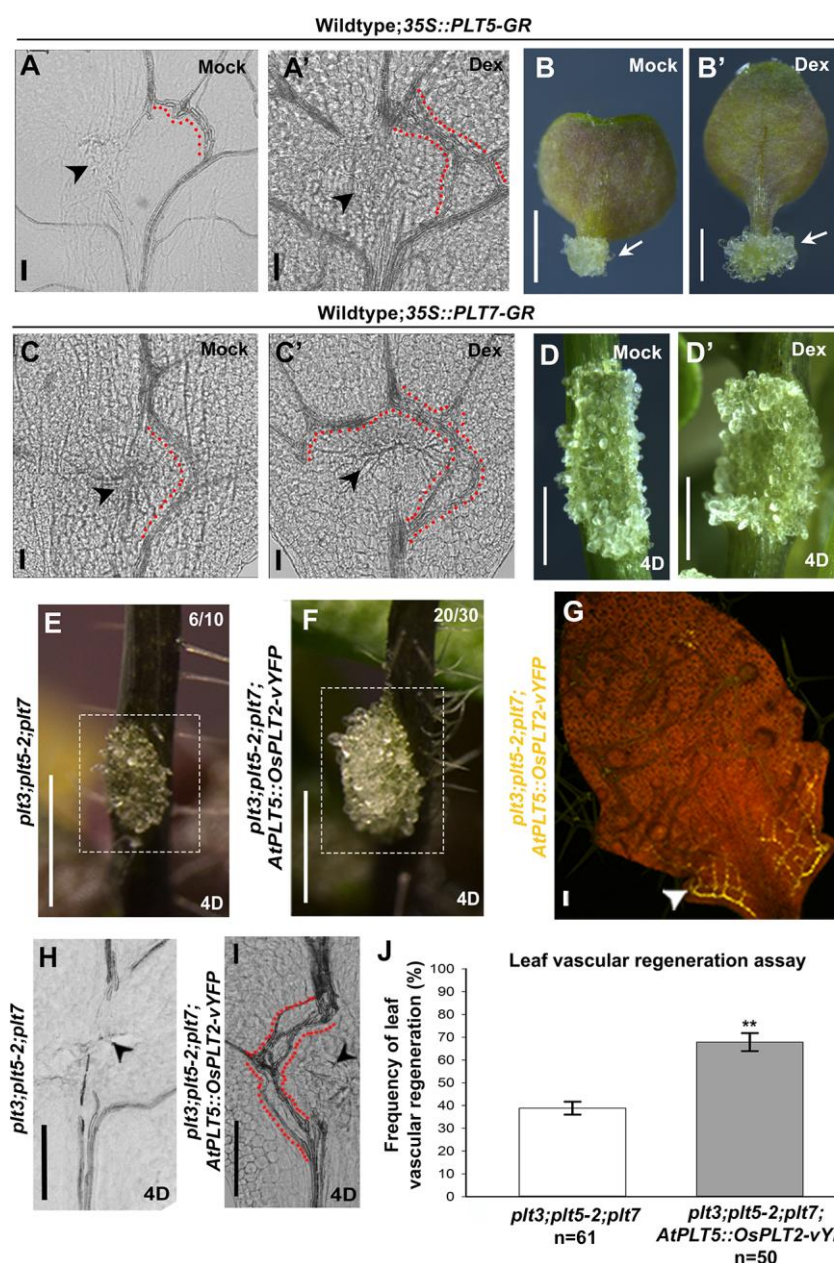 Wildtype;35S::PLT5-GR
A Mock
A' Dex
B Mock
B' Dex
Wildtype;35S::PLT7-GR
C Mock
C' Dex
D Mock
4D
D' Dex
4D
plt3;plt5-2;plt7
E 6/10
4D
plt3;plt5-2;plt7;
AtPLT5::OsPLT2-vYFP
F 20/30
4D
plt3;plt5-2;plt7;
AtPLT5::OsPLT2-vYFP
G
plt3;plt5-2;plt7
H
4D
plt3;plt5-2;plt7;
AtPLT5::OsPLT2-vYFP
I
4D
J
Leaf vascular regeneration assay
Frequency of leaf
vascular regeneration (%)
100
90
80
70
60
50
40
30
20
10
0
**
plt3;plt5-2;plt7
n=61
plt3;plt5-2;plt7;
AtPLT5::OsPLT2-vY
n=50